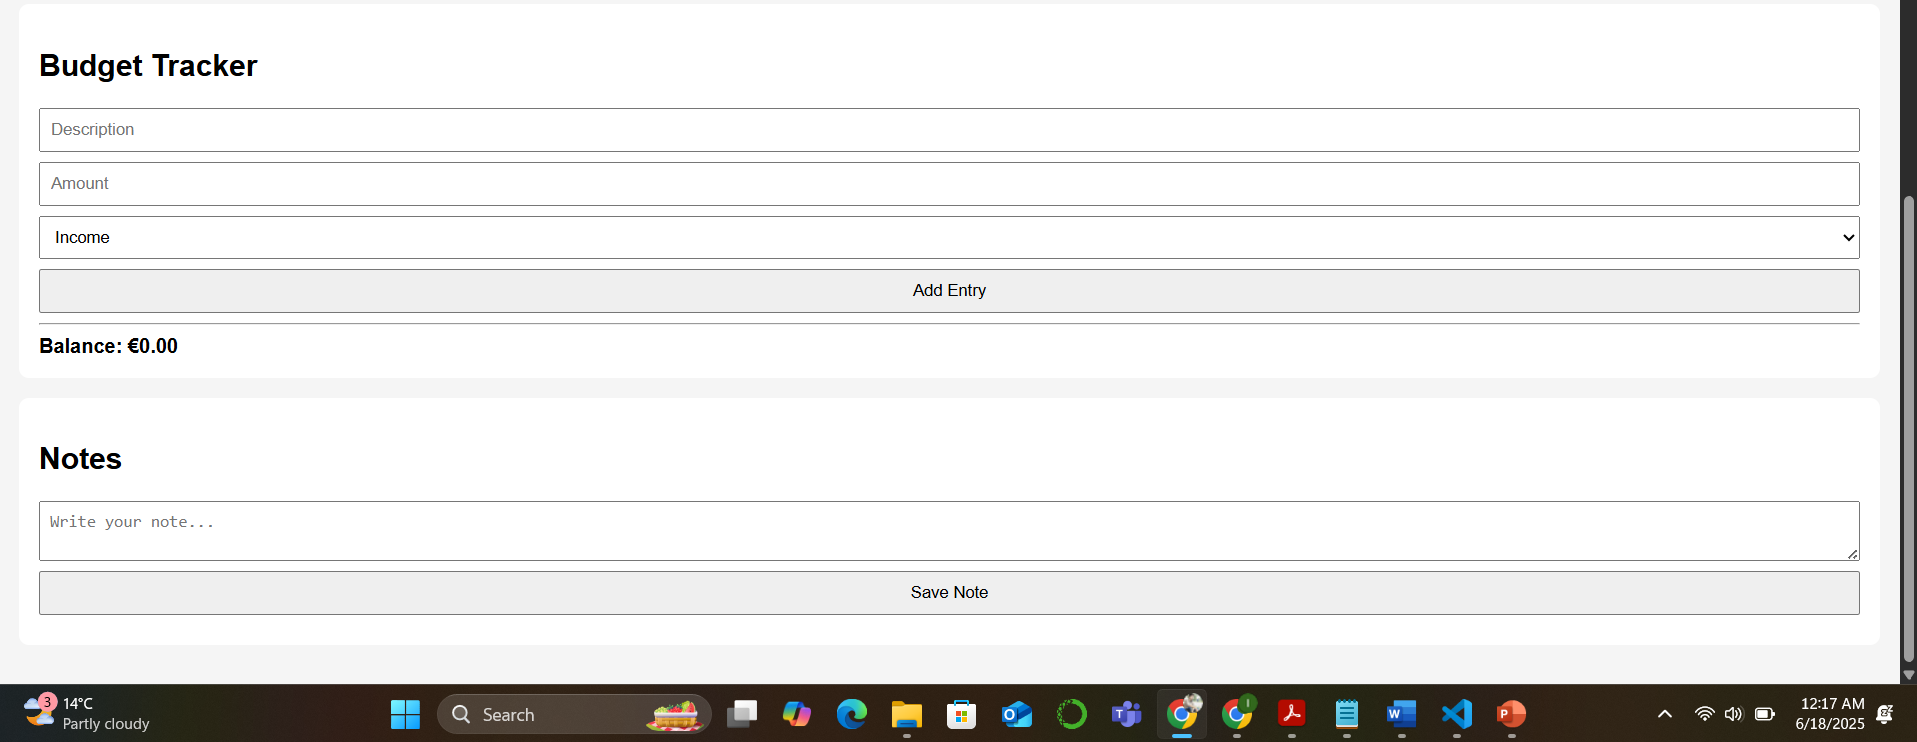 Budget Tracker
Description
Amount
Income
Add Entry
Balance: €0.00
Notes
Write your note...
Save Note
3
14°C
Partly cloudy
Search
12:17 AM
6/18/2025